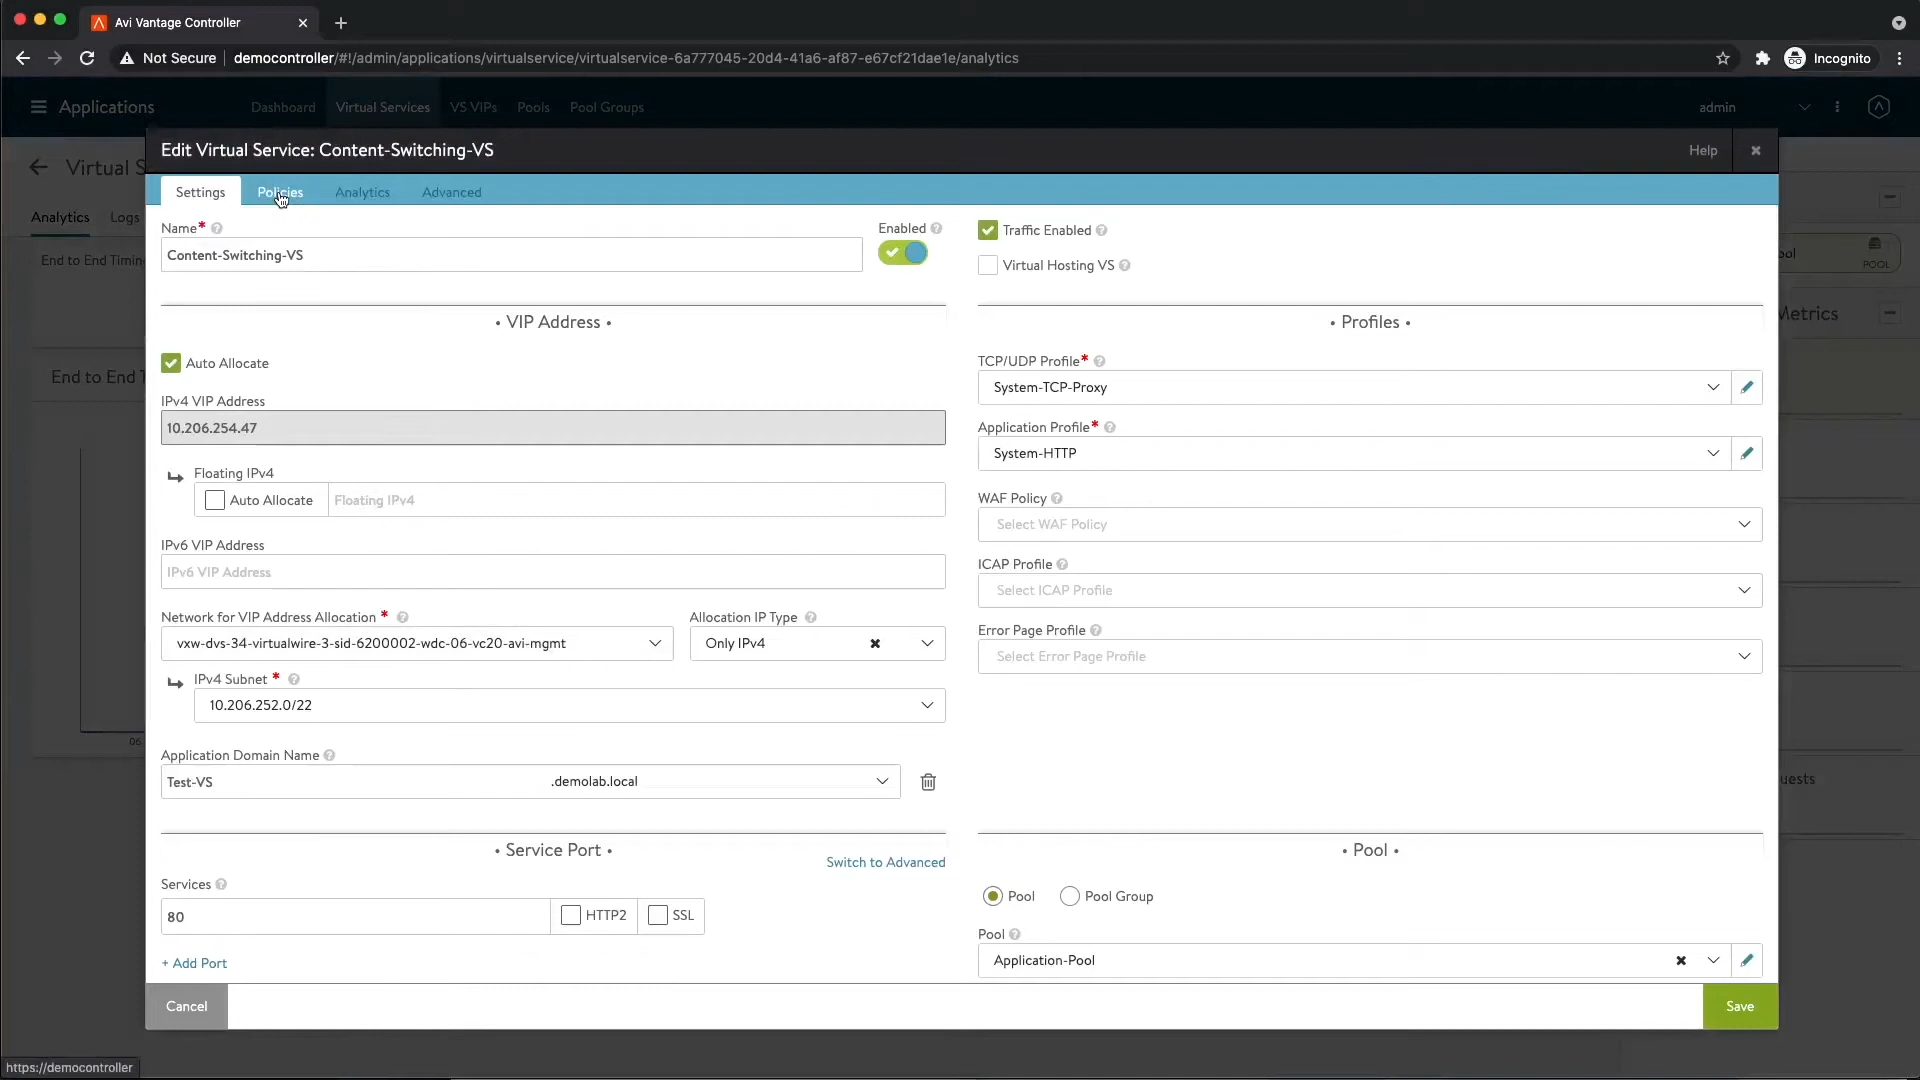 Avi Vantage Controller
Not Secure democontroller/#!/admin/applications/virtualservice/virtualservice-6a777045-20d4-41a6-af87-e67cf21dae1e/analytics Incognito
Applications Dashboard Virtual Services VS VIPs Pools Pool Groups admin
Edit Virtual Service: Content-Switching-VS Help
Virtual S
Settings Policies Analytics Advanced
Analytics Logs
Name* Enabled Traffic Enabled
Content-Switching-VS
End to End Timin
ool
POOL
Virtual Hosting VS
Metrics
• VIP Address • • Profiles •
Auto Allocate TCP/UDP Profile*
End to End T
System-TCP-Proxy
IPv4 VIP Address
10.206.254.47
Application Profile*
System-HTTP
Floating IPv4
Auto Allocate Floating IPv4
WAF Policy
Select WAF Policy
IPv6 VIP Address
IPv6 VIP Address
ICAP Profile
Select ICAP Profile
Network for VIP Address Allocation * Allocation IP Type
vxw-dvs-34-virtualwire-3-sid-6200002-wdc-06-vc20-avi-mgmt Only IPv4
Error Page Profile
Select Error Page Profile
IPv4 Subnet *
10.206.252.0/22
06
Application Domain Name
Test-VS .demolab.local
uests
• Service Port • • Pool •
Switch to Advanced
Services
80 HTTP2 SSL
Pool Pool Group
Pool
Application-Pool
+ Add Port
Cancel Save
https://democontroller